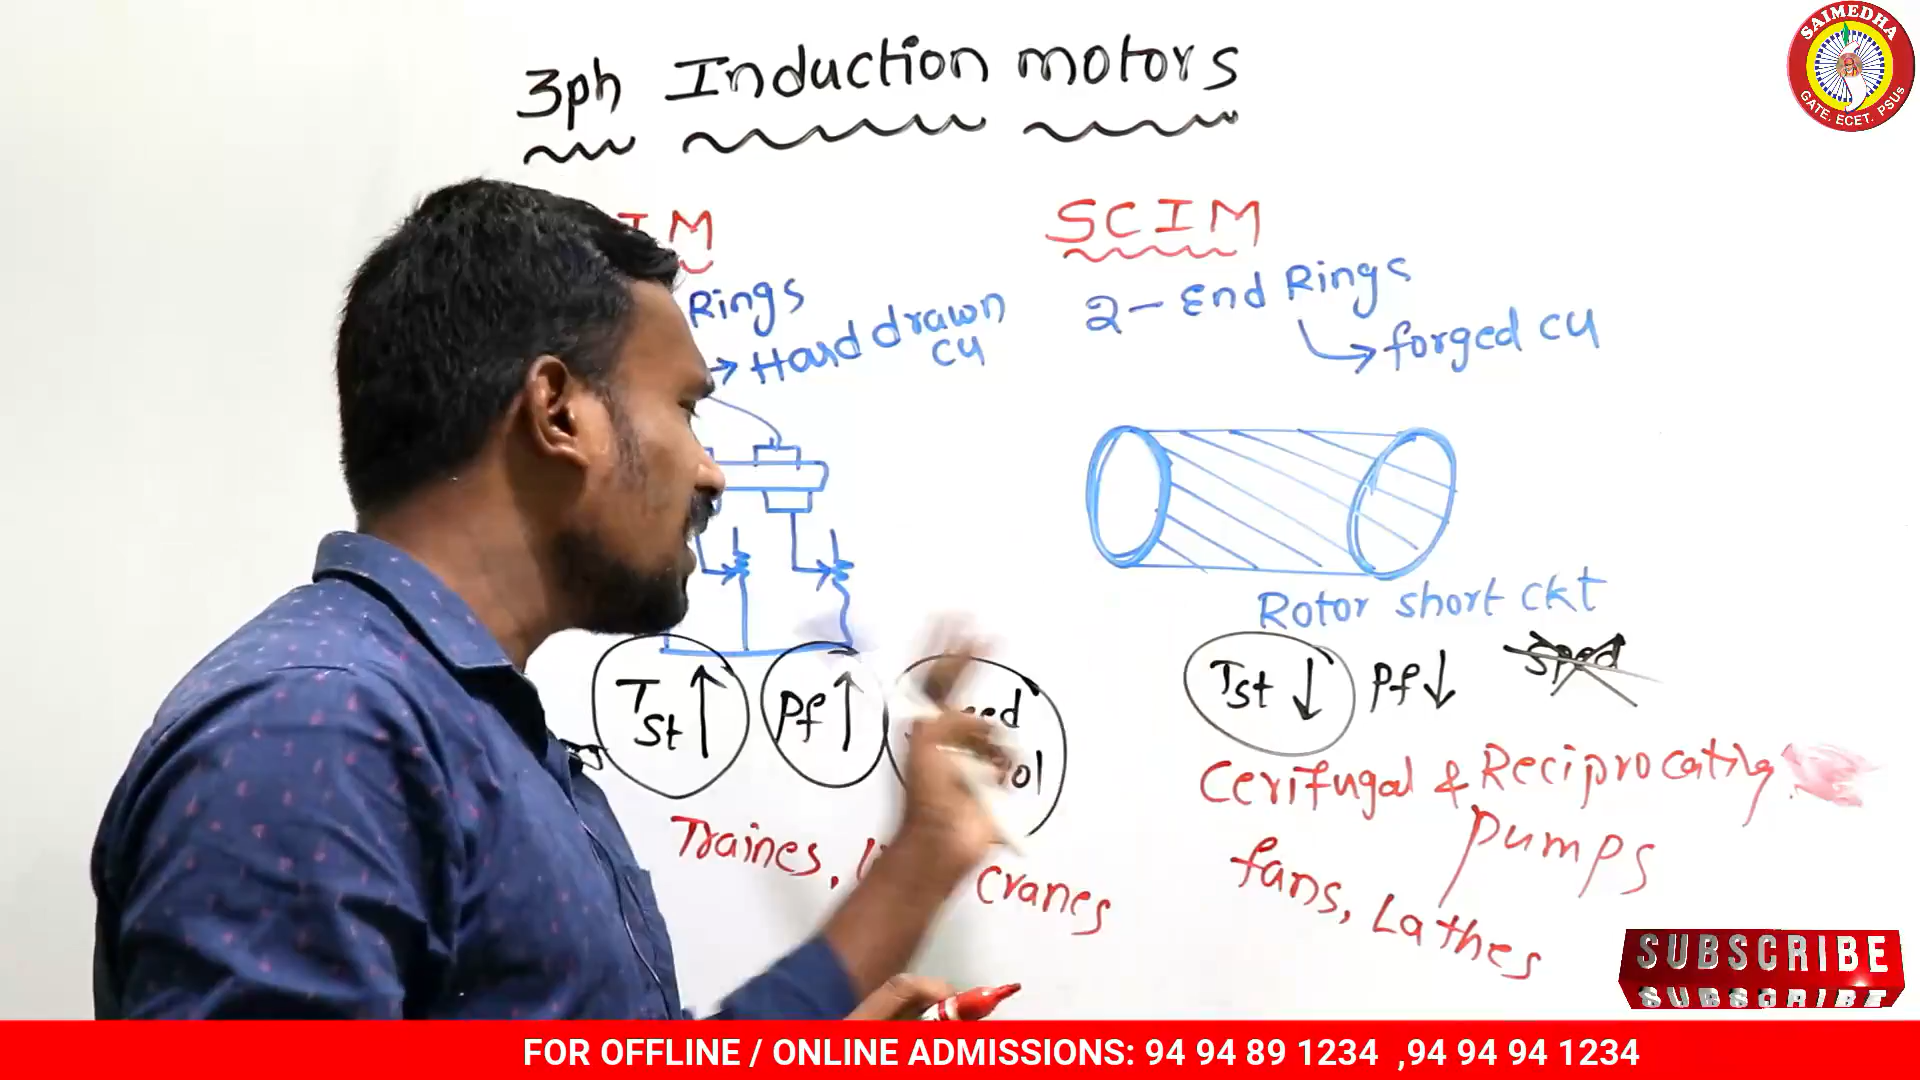 3ph Induction motors
IM
Rings
→ Hard drawn
cu
SCIM
2 - End Rings
→ forged cu
Rotor short ckt
Tst ↑
Pf ↑
Tst ↓ Pf ↓
Traines,
cranes
Cerifugal & Reciprocating
Pumps
fans, Lathes
SAIMEDHA
GATE. ECET. PSUs
SUBSCRIBE
FOR OFFLINE / ONLINE ADMISSIONS: 94 94 89 1234 ,94 94 94 1234